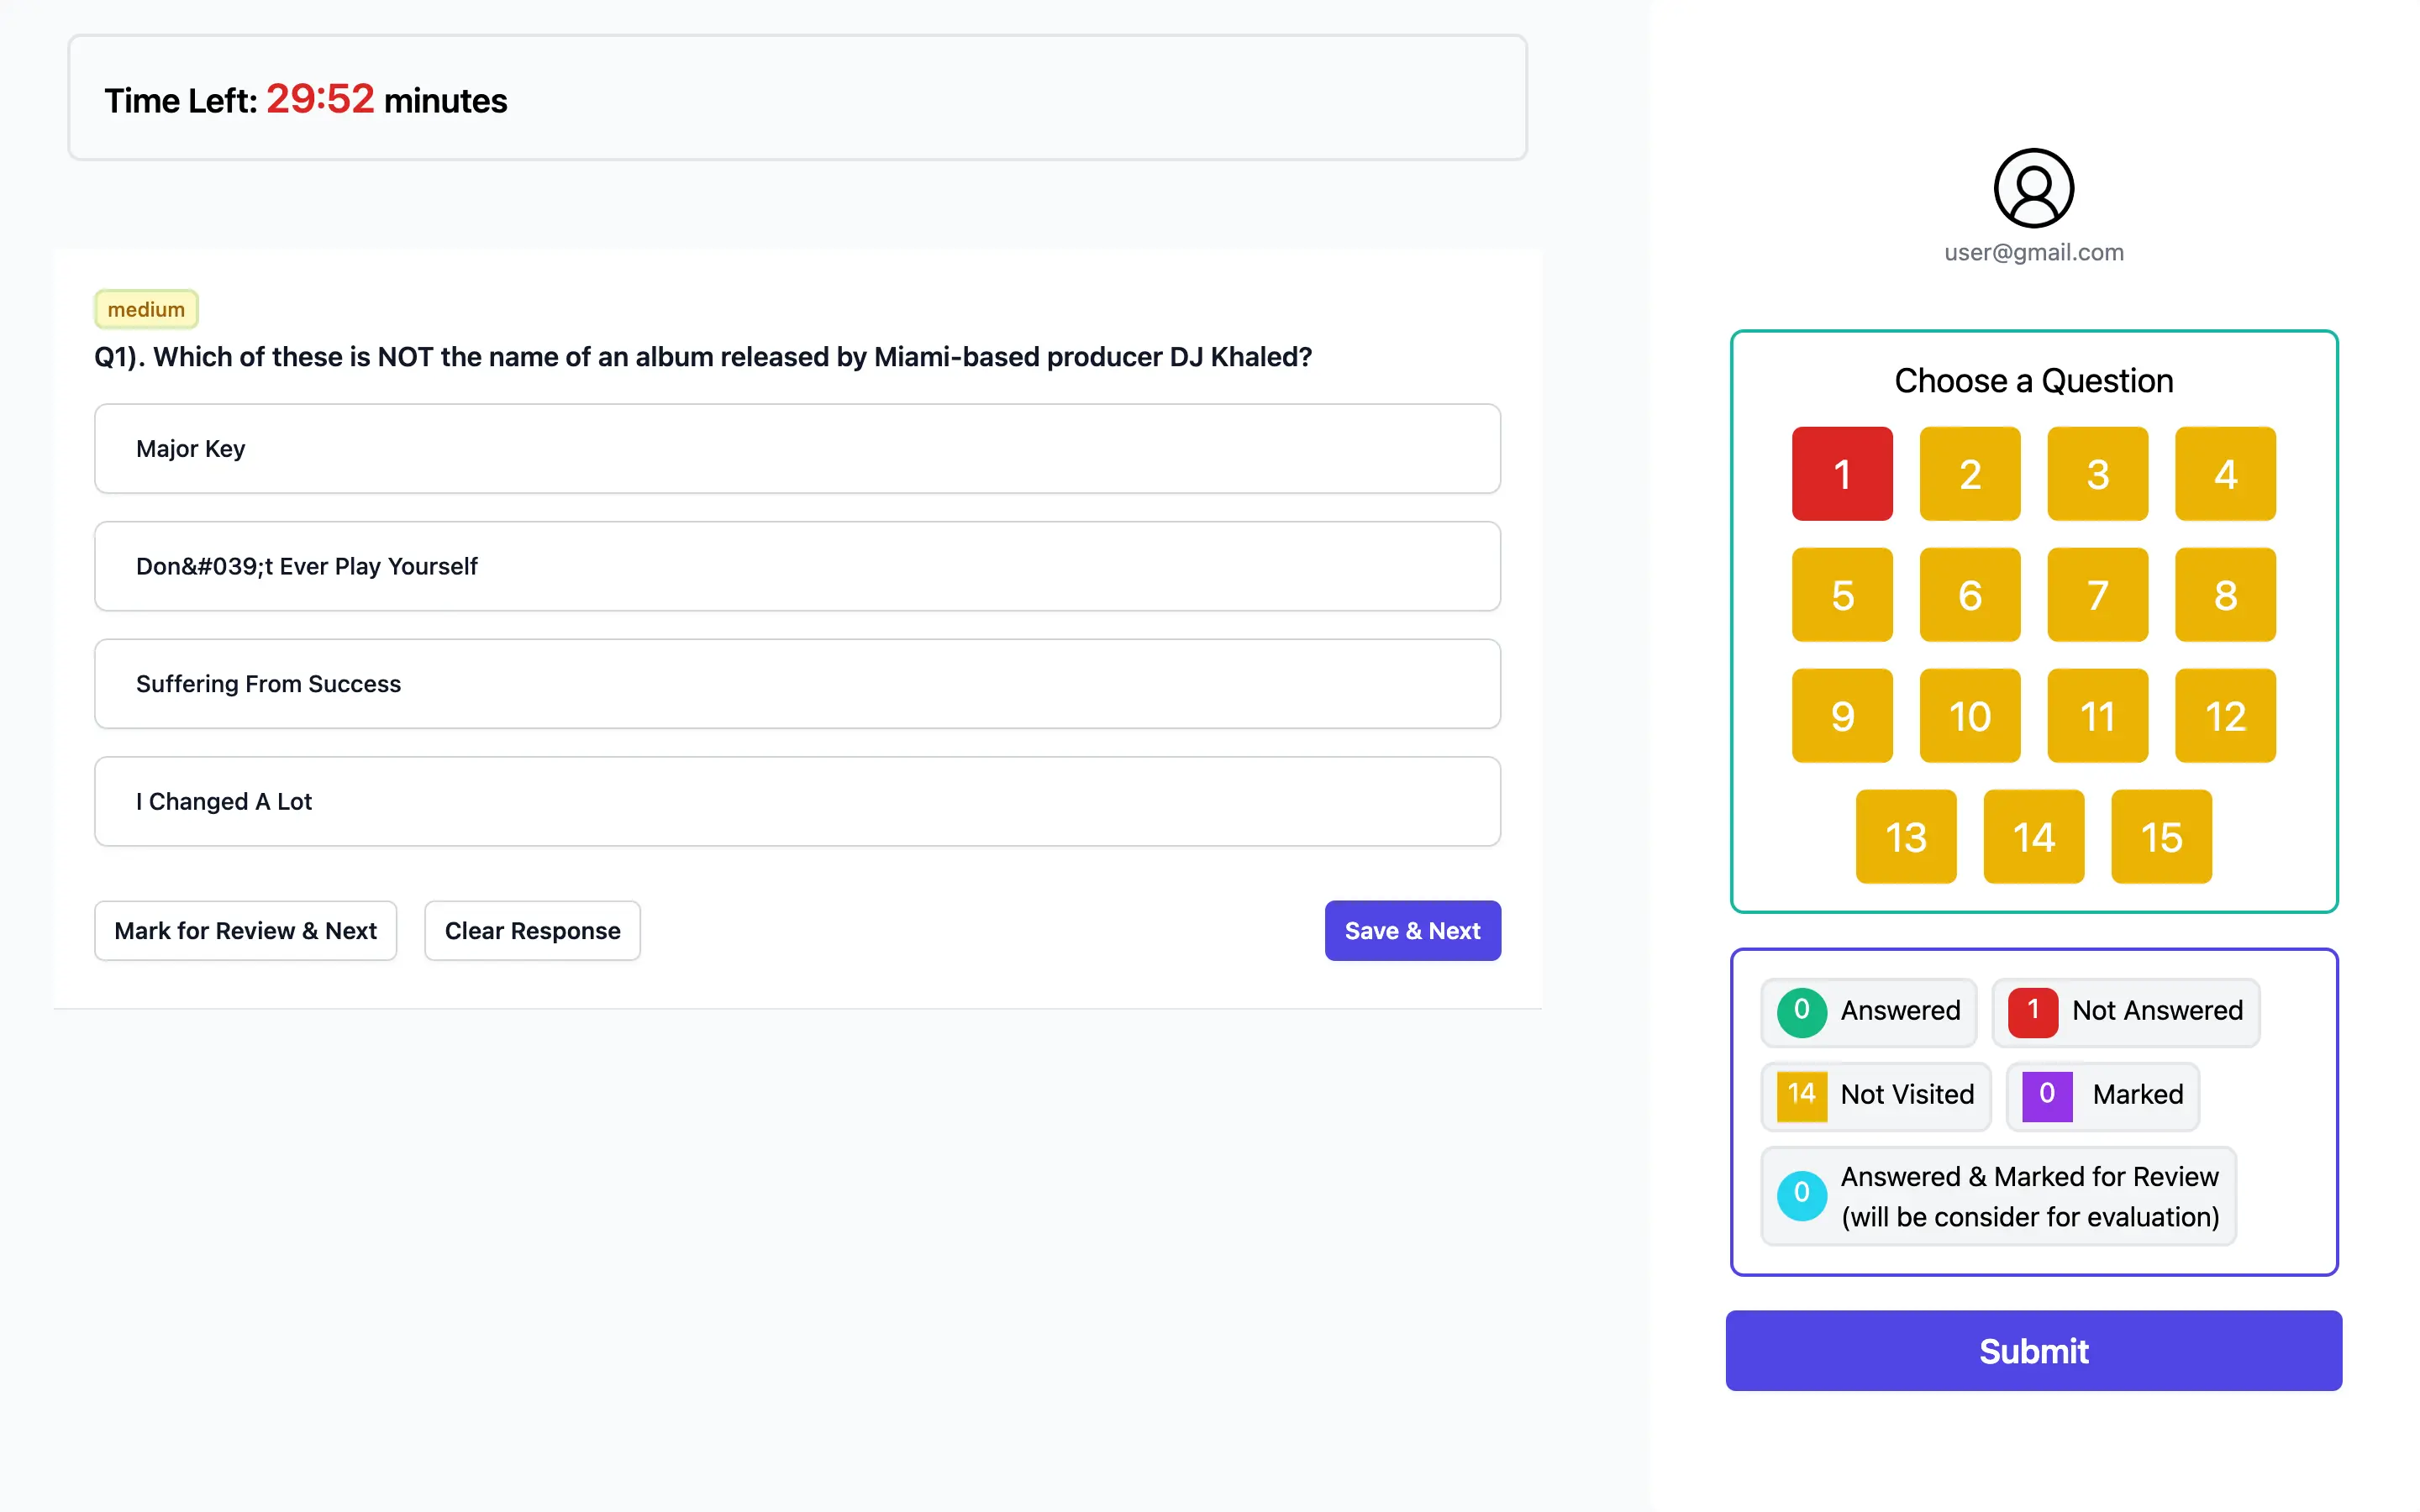 Time Left: 29:52 minutes
user@gmail.com
medium
Q1). Which of these is NOT the name of an album released by Miami-based producer DJ Khaled?
Major Key
Don&#039;t Ever Play Yourself
Suffering From Success
I Changed A Lot
Mark for Review & Next
Clear Response
Save & Next
Choose a Question
1 2 3 4
5 6 7 8
9 10 11 12
13 14 15
0 Answered
1 Not Answered
14 Not Visited
0 Marked
0 Answered & Marked for Review
(will be consider for evaluation)
Submit